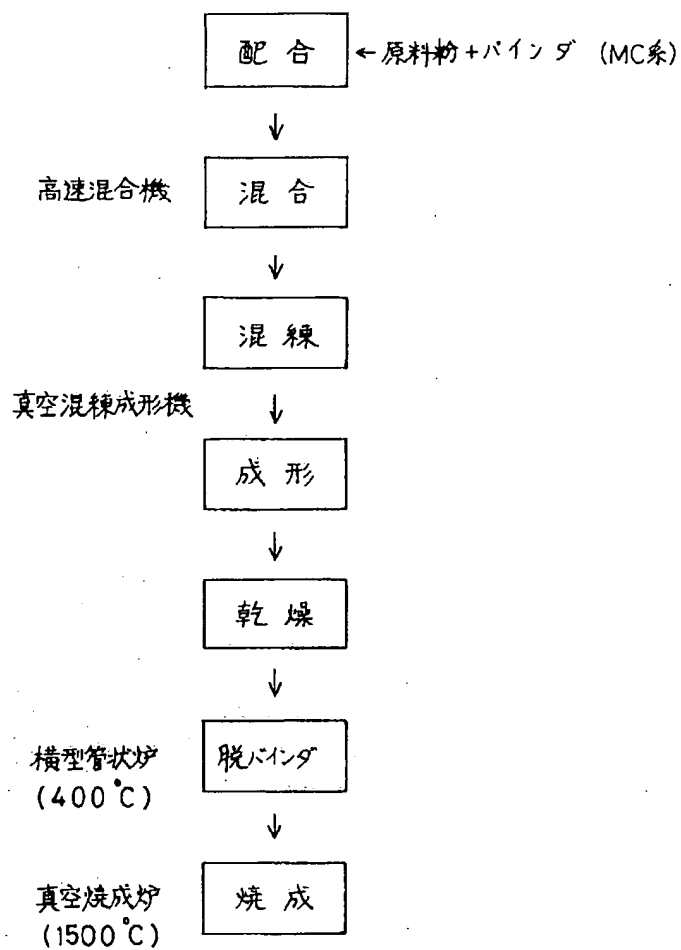 配合
←原料粉+バインダ (MC系)
↓
高速混合機
混合
↓
混練
真空混練成形機
↓
成形
↓
乾燥
↓
横型管状炉
(400℃)
脱バインダ
↓
真空焼成炉
(1500℃)
焼成